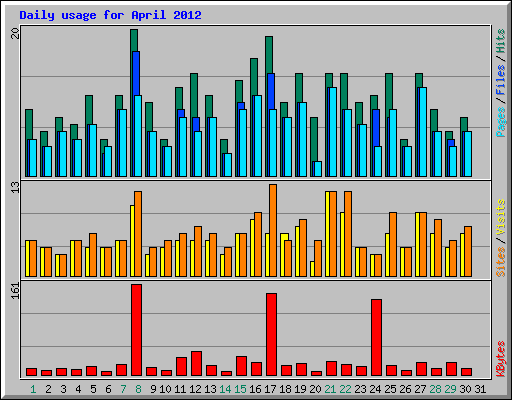 Daily usage for April 2012
20
Pages / Files / Hits
13
Sites / Visits
161
KBytes
1 2 3 4 5 6 7 8 9 10 11 12 13 14 15 16 17 18 19 20 21 22 23 24 25 26 27 28 29 30 31